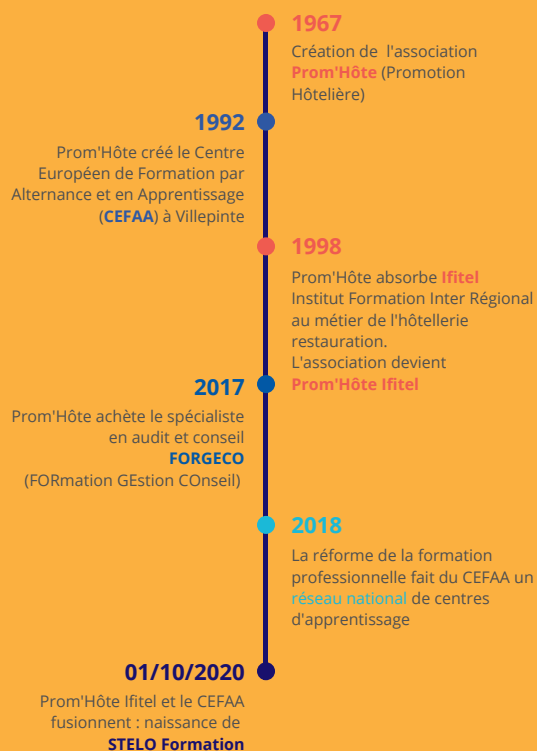 1967
Création de l'association
Prom'Hôte (Promotion
Hôtelière)
1992
Prom'Hôte créé le Centre
Européen de Formation par
Alternance et en Apprentissage
(CEFAA) à Villepinte
1998
Prom'Hôte absorbe Ifitel
Institut Formation Inter Régional
au métier de l'hôtellerie
restauration.
L'association devient
Prom'Hôte Ifitel
2017
Prom'Hôte achète le spécialiste
en audit et conseil
FORGECO
(FORmation GEstion COnseil)
2018
La réforme de la formation
professionnelle fait du CEFAA un
réseau national de centres
d'apprentissage
01/10/2020
Prom'Hôte Ifitel et le CEFAA
fusionnent : naissance de
STELO Formation